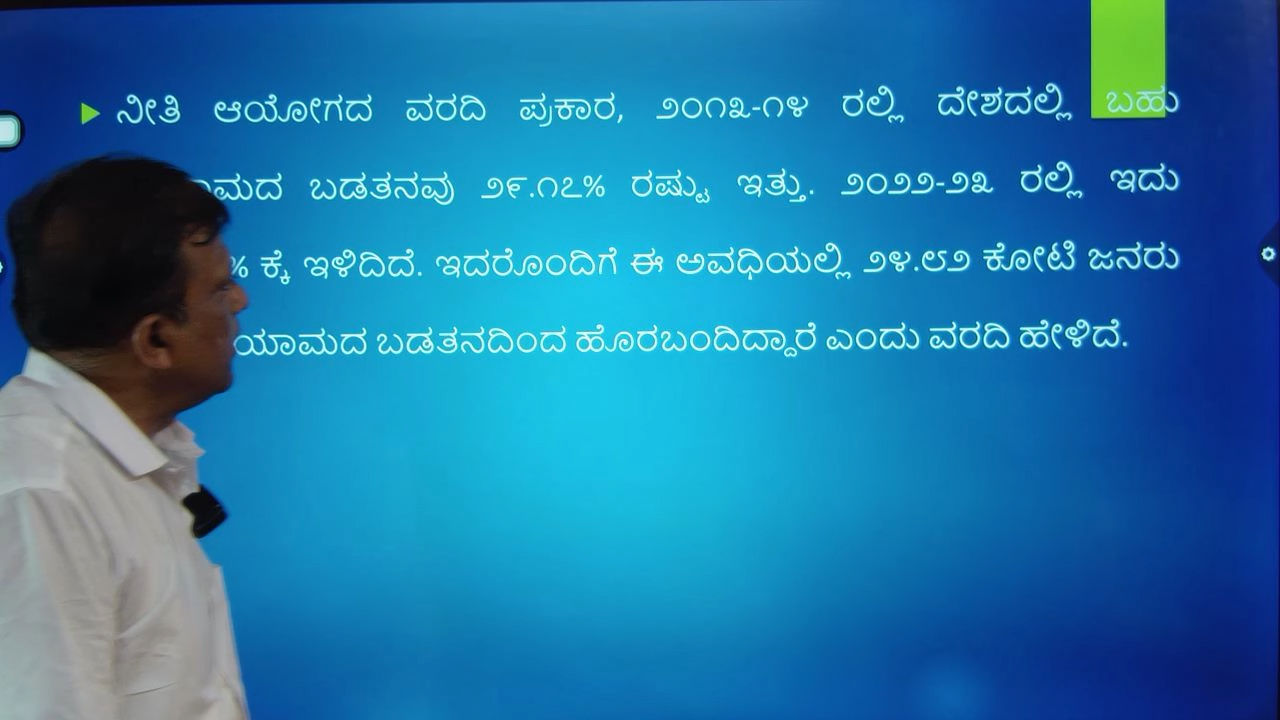 ನೀತಿ ಆಯೋಗದ ವರದಿ ಪ್ರಕಾರ, ೨೦೧೩-೧೪ ರಲ್ಲಿ ದೇಶದಲ್ಲಿ ಬಹು
ಬಡತನವು ೨೯.೧೭% ರಷ್ಟು ಇತ್ತು. ೨೦೨೨-೨೩ ರಲ್ಲಿ ಇದು
% ಕ್ಕೆ ಇಳಿದಿದೆ. ಇದರೊಂದಿಗೆ ಈ ಅವಧಿಯಲ್ಲಿ ೨೪.೮೨ ಕೋಟಿ ಜನರು
ಯಾಮದ ಬಡತನದಿಂದ ಹೊರಬಂದಿದ್ದಾರೆ ಎಂದು ವರದಿ ಹೇಳಿದೆ.